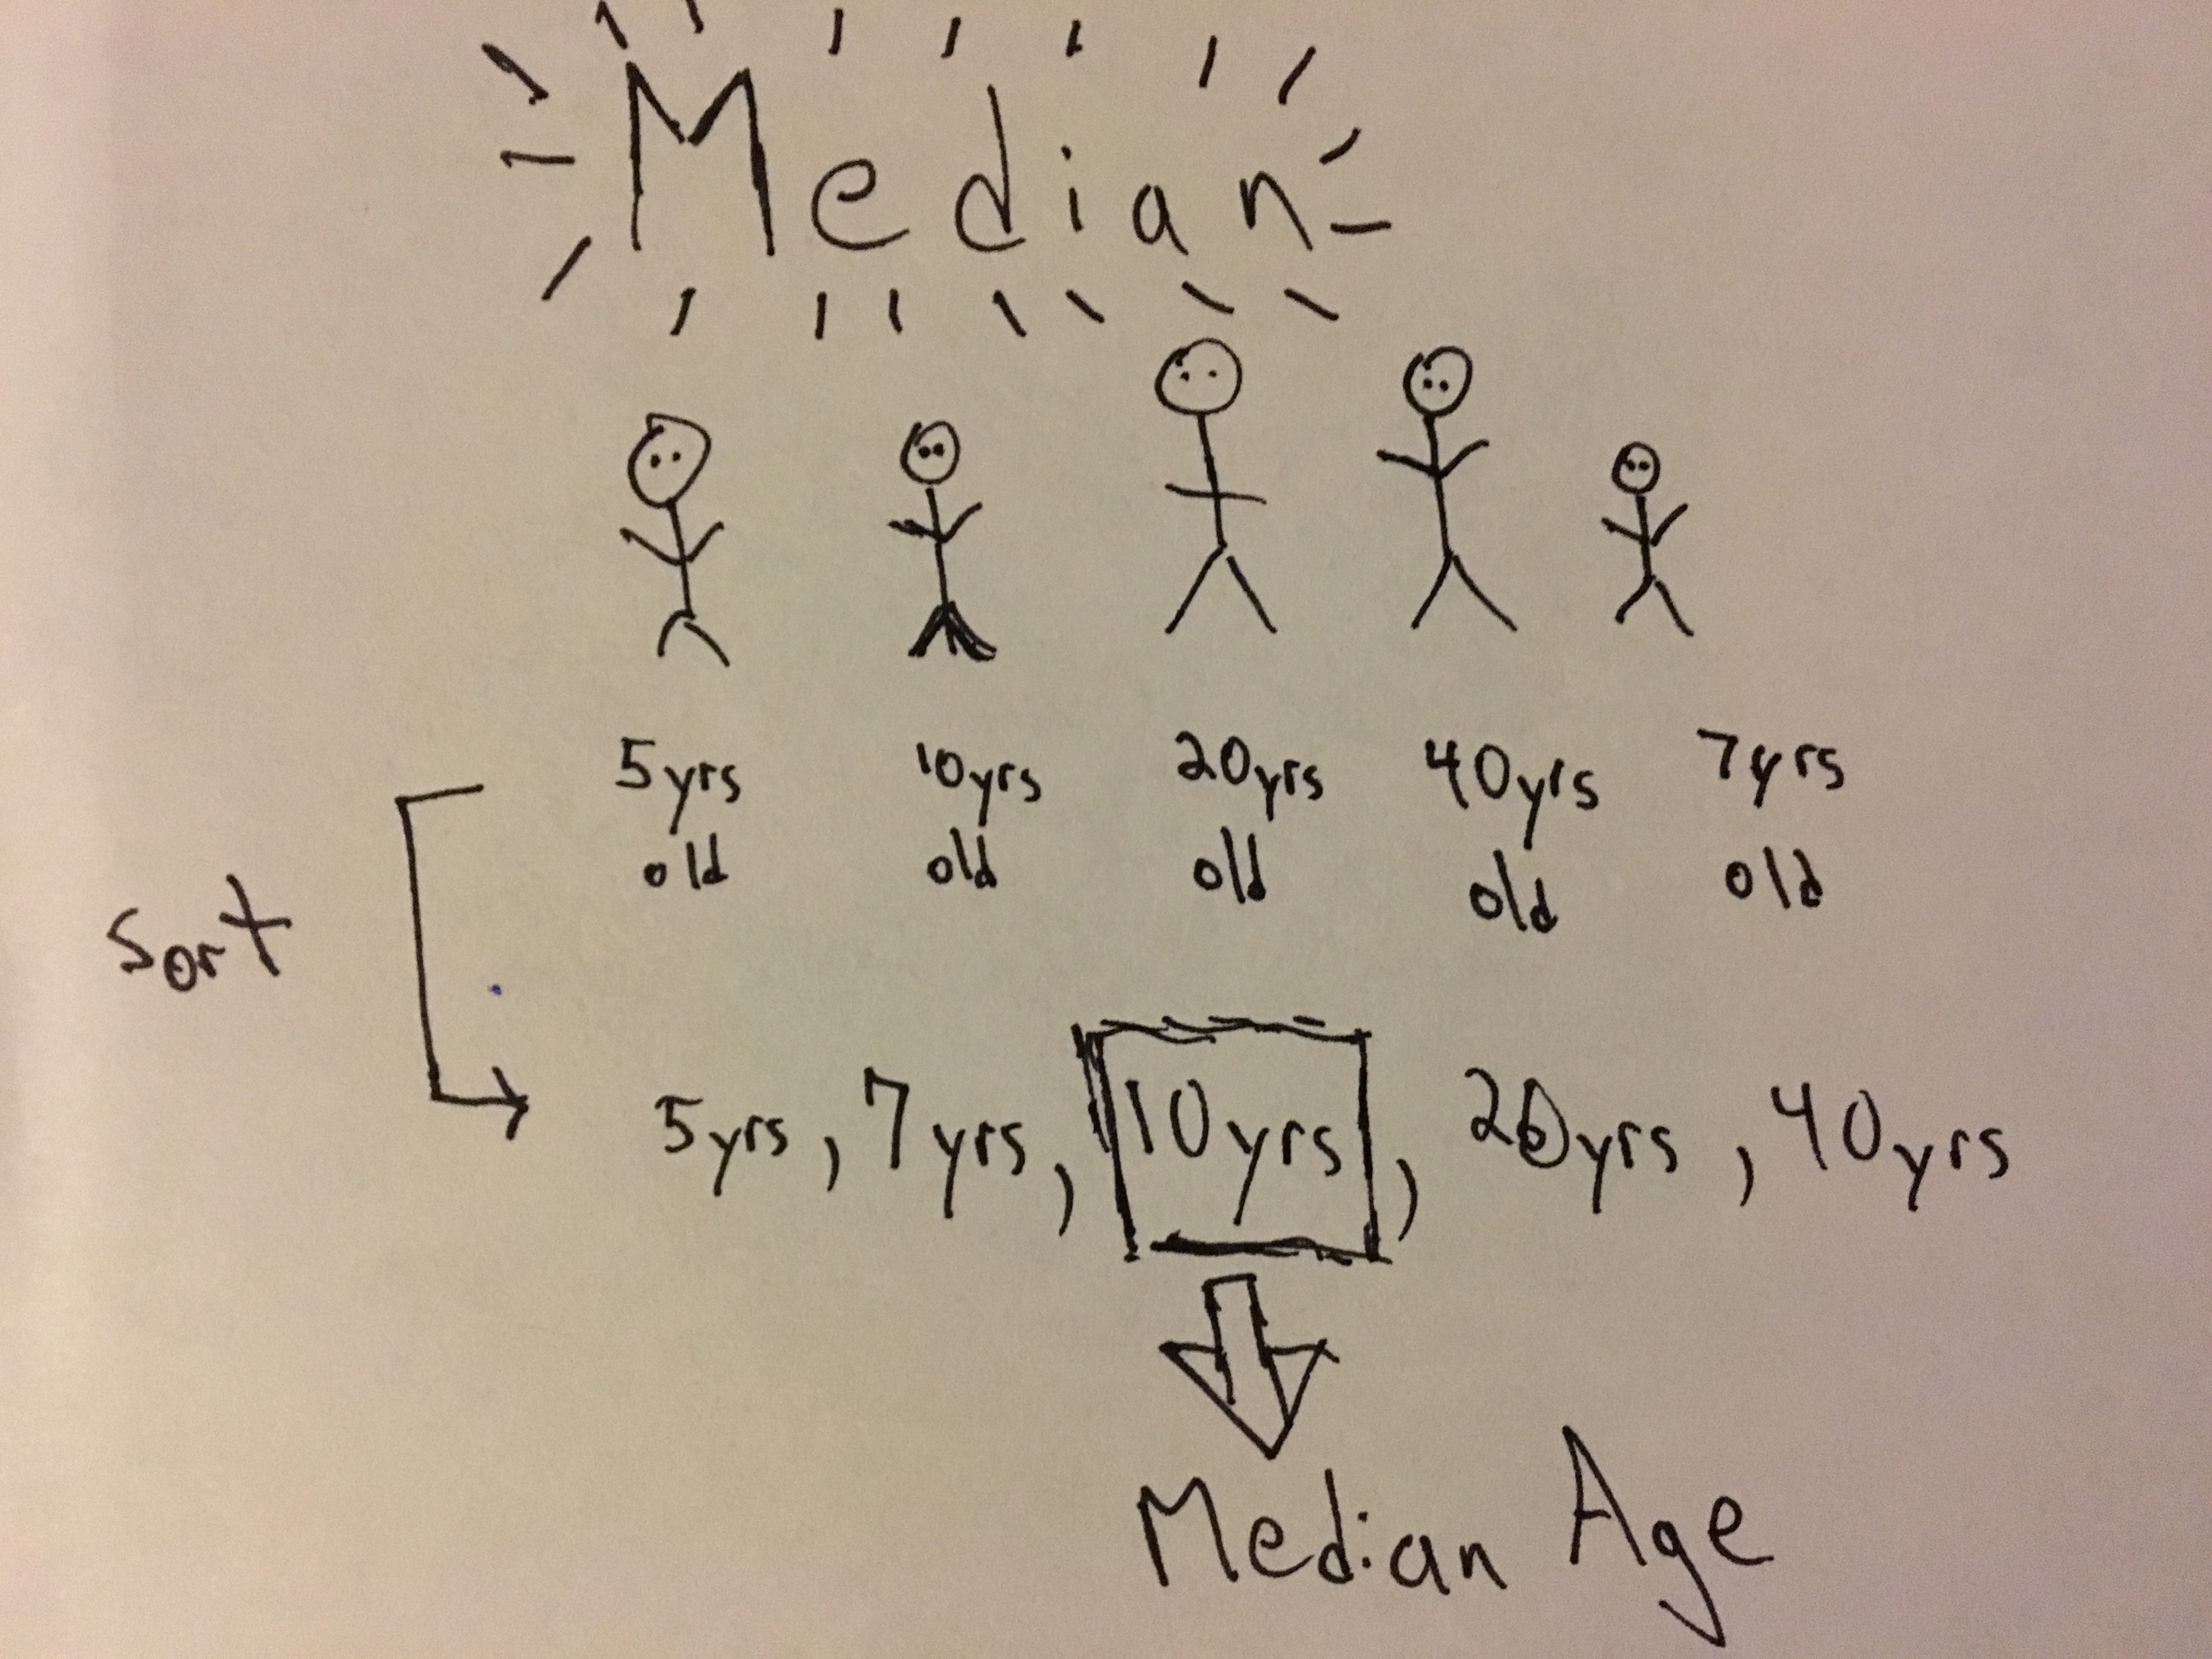 Median
5yrs 10yrs 20yrs 40yrs 7yrs
old old old old old
Sort
5yrs, 7yrs, 10yrs, 20yrs, 40yrs
Median Age